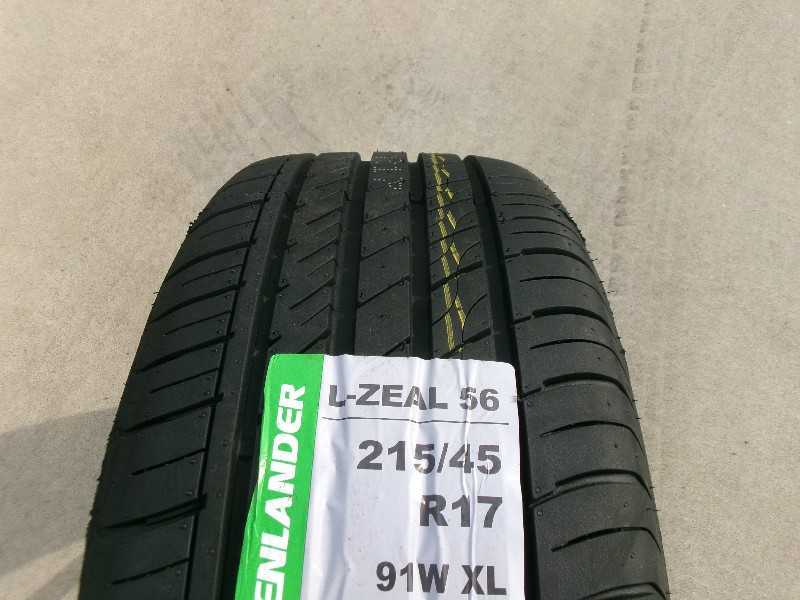 L-ZEAL 56
215/45
R17
91W XL
ENLANDER